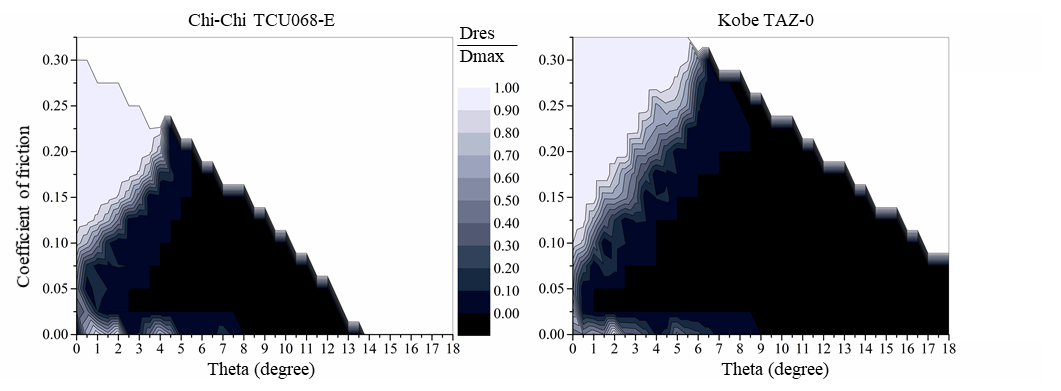 Chi-Chi TCU068-E
Kobe TAZ-0
Dres
Dmax
Coefficient of friction
0.30
0.25
0.20
0.15
0.10
0.05
0.00
0 1 2 3 4 5 6 7 8 9 10 11 12 13 14 15 16 17 18
Theta (degree)
1.00
0.90
0.80
0.70
0.60
0.50
0.40
0.30
0.20
0.10
0.00
0.30
0.25
0.20
0.15
0.10
0.05
0.00
0 1 2 3 4 5 6 7 8 9 10 11 12 13 14 15 16 17 18
Theta (degree)